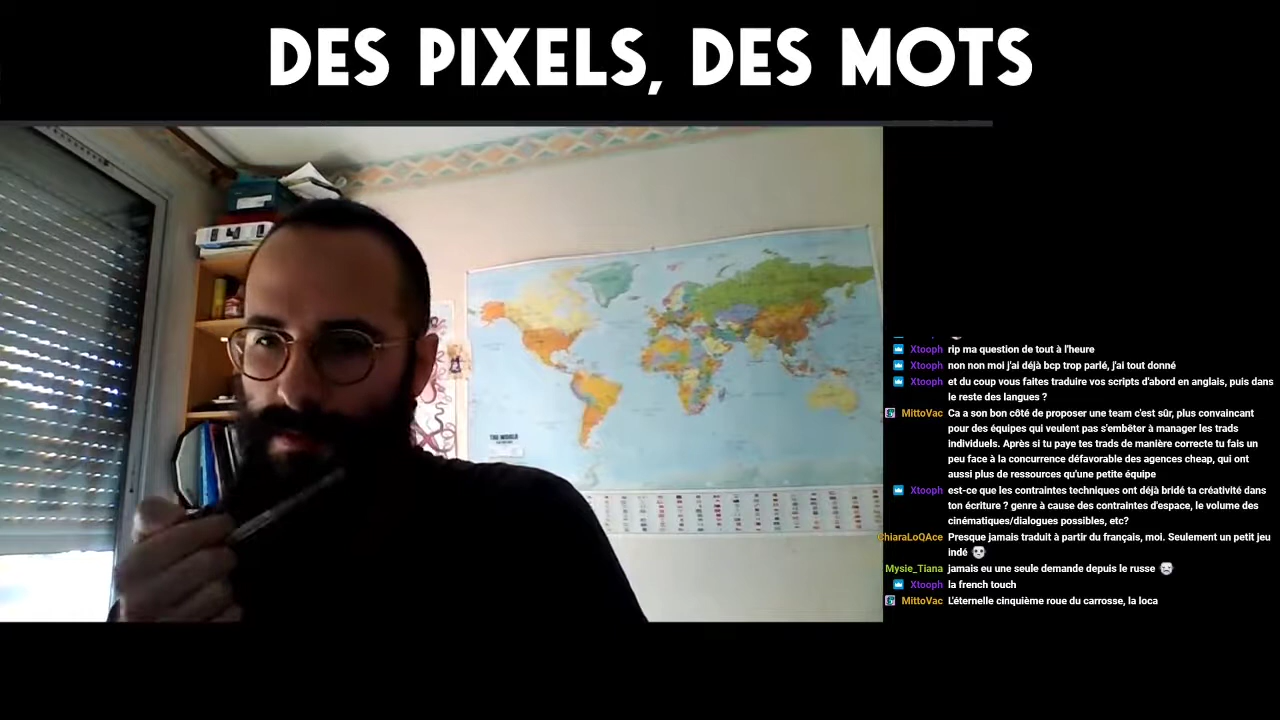 DES PIXELS, DES MOTS
THE WORLD
Xtooph rip ma question de tout à l'heure
Xtooph non non moi j'ai déjà bcp trop parlé, j'ai tout donné
Xtooph et du coup vous faites traduire vos scripts d'abord en anglais, puis dans
le reste des langues ?
MittoVac Ca a son bon côté de proposer une team c'est sûr, plus convaincant
pour des équipes qui veulent pas s'embêter à manager les trads
individuels. Après si tu paye tes trads de manière correcte tu fais un
peu face à la concurrence défavorable des agences cheap, qui ont
aussi plus de ressources qu'une petite équipe
Xtooph est-ce que les contraintes techniques ont déjà bridé ta créativité dans
ton écriture ? genre à cause des contraintes d'espace, le volume des
cinématiques/dialogues possibles, etc?
ChiaraLoQAce Presque jamais traduit à partir du français, moi. Seulement un petit jeu
indé
Mysie_Tiana jamais eu une seule demande depuis le russe
Xtooph la french touch
MittoVac L'éternelle cinquième roue du carrosse, la loca